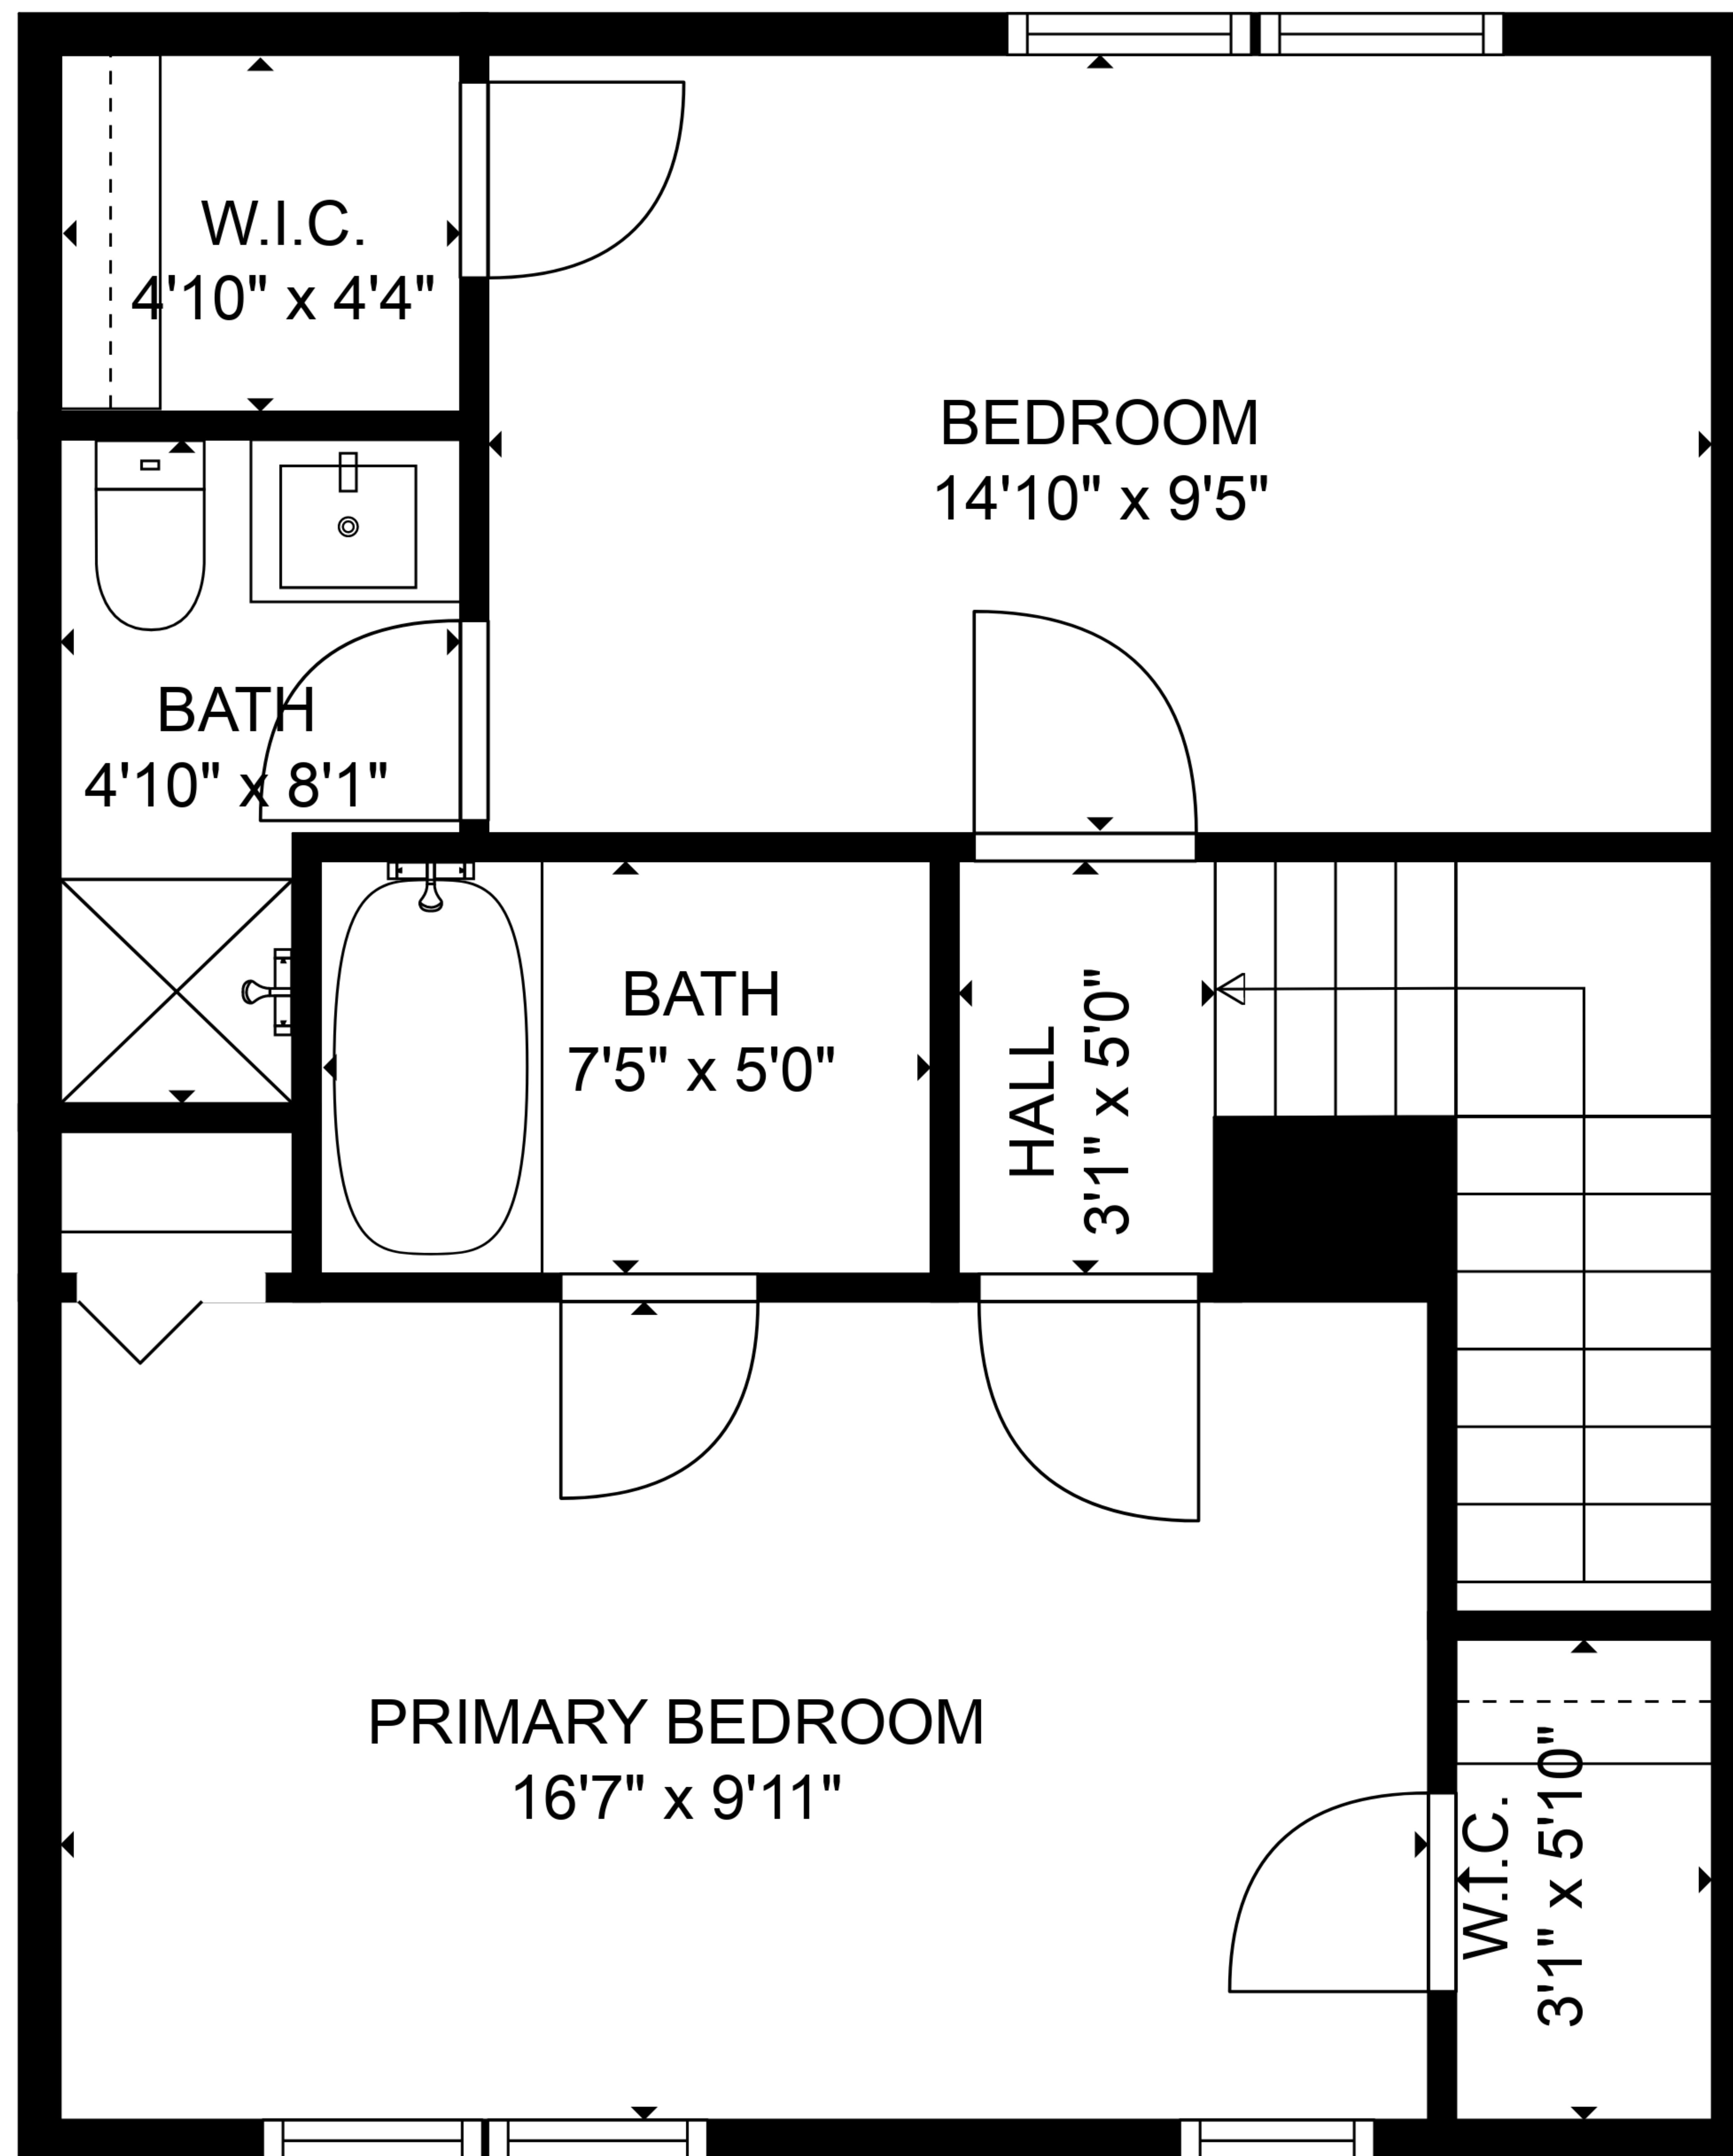 W.I.C.
4'10" x 4'4"
BEDROOM
14'10" x 9'5"
BATH
4'10" x 8'1"
BATH
7'5" x 5'0"
HALL
3'1" x 5'0"
PRIMARY BEDROOM
16'7" x 9'11"
W.I.C.
3'1" x 5'10"